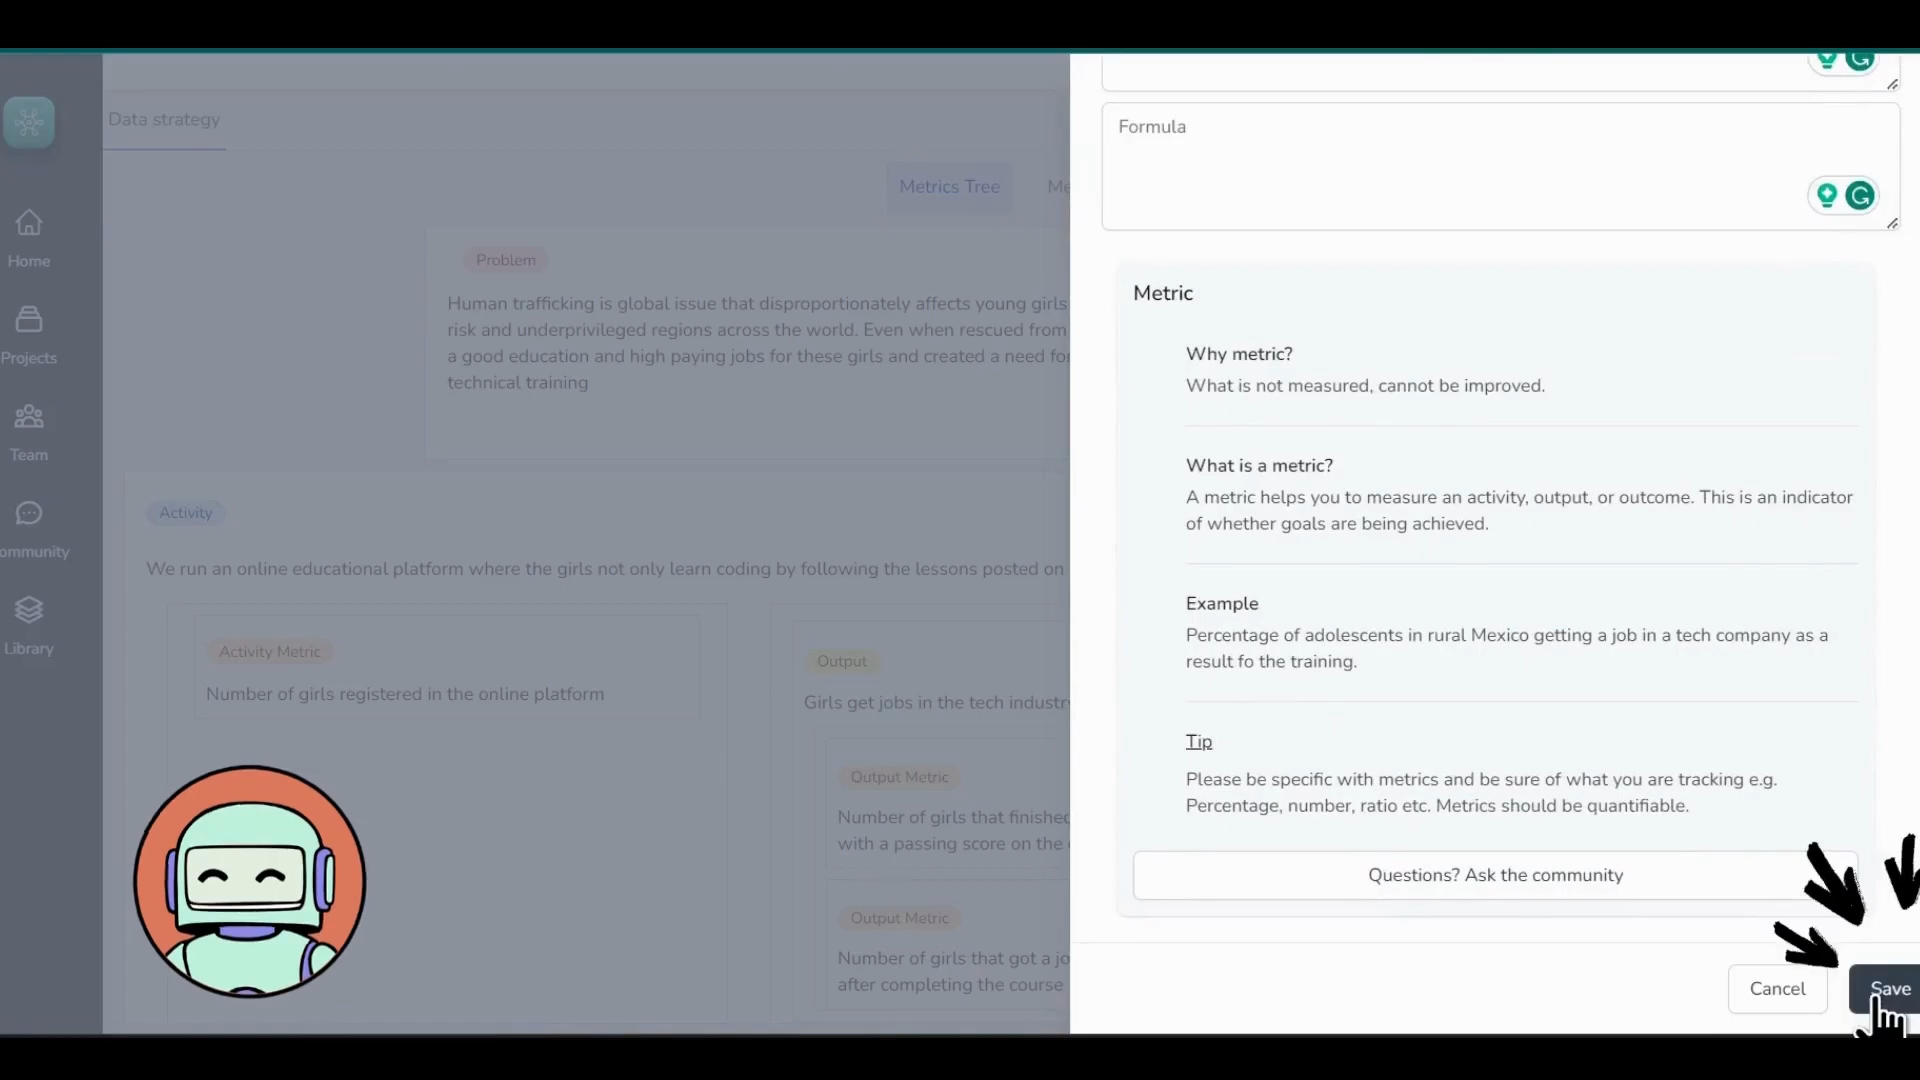 Data strategy
Metrics Tree
Me
Home
Projects
Team
ommunity
Library
Problem
Human trafficking is global issue that disproportionately affects young girls
risk and underprivileged regions across the world. Even when rescued from
a good education and high paying jobs for these girls and created a need for
technical training
Activity
We run an online educational platform where the girls not only learn coding by following the lessons posted on
Activity Metric
Number of girls registered in the online platform
Output
Girls get jobs in the tech industry
Output Metric
Number of girls that finished
with a passing score on the
Output Metric
Number of girls that got a jo
after completing the course
Formula
Metric
Why metric?
What is not measured, cannot be improved.
What is a metric?
A metric helps you to measure an activity, output, or outcome. This is an indicator
of whether goals are being achieved.
Example
Percentage of adolescents in rural Mexico getting a job in a tech company as a
result fo the training.
Tip
Please be specific with metrics and be sure of what you are tracking e.g.
Percentage, number, ratio etc. Metrics should be quantifiable.
Questions? Ask the community
Cancel
Save